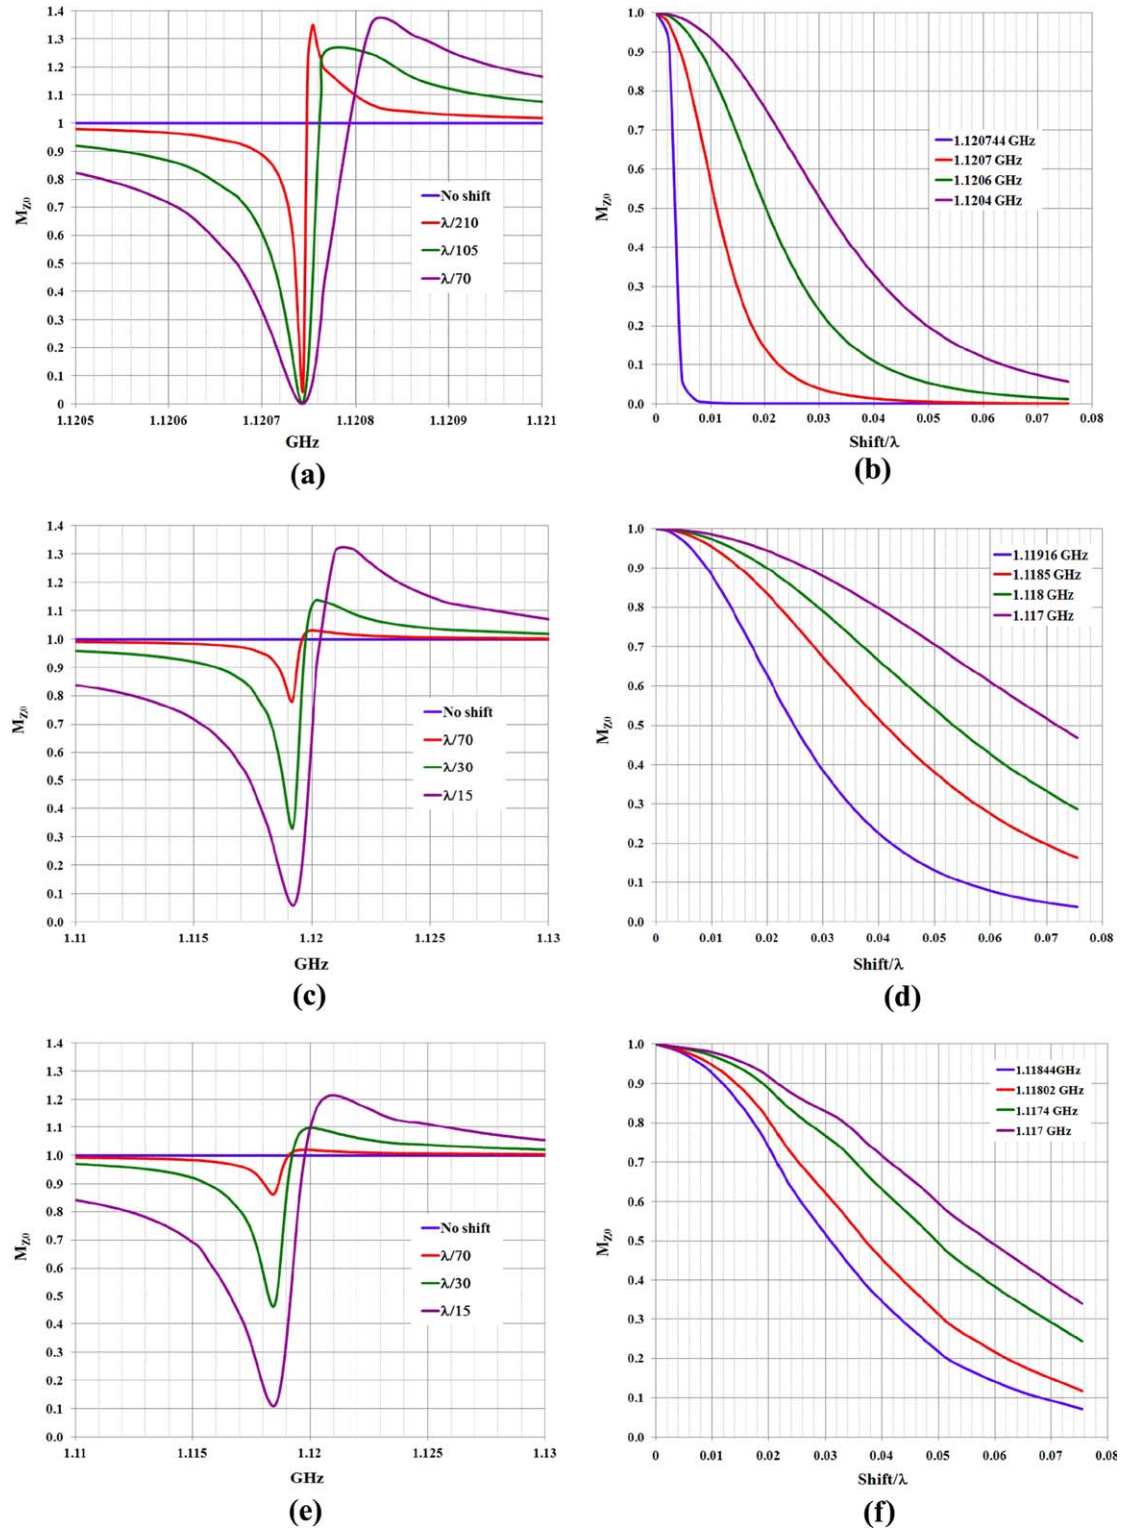 1.4
1.3
1.2
1.1
1
0.9
0.8
0.7
0.6
0.5
0.4
0.3
0.2
0.1
0
M_Z0
No shift
λ/210
λ/105
λ/70
1.1205 1.1206 1.1207 1.1208 1.1209 1.121
GHz
(a)
1.0
0.9
0.8
0.7
0.6
0.5
0.4
0.3
0.2
0.1
0.0
M_Z0
1.120744 GHz
1.1207 GHz
1.1206 GHz
1.1204 GHz
0 0.01 0.02 0.03 0.04 0.05 0.06 0.07 0.08
Shift/λ
(b)
1.4
1.3
1.2
1.1
1.0
0.9
0.8
0.7
0.6
0.5
0.4
0.3
0.2
0.1
0.0
M_Z0
No shift
λ/70
λ/30
λ/15
1.11 1.115 1.12 1.125 1.13
GHz
(c)
1.0
0.9
0.8
0.7
0.6
0.5
0.4
0.3
0.2
0.1
0.0
M_Z0
1.11916 GHz
1.1185 GHz
1.118 GHz
1.117 GHz
0 0.01 0.02 0.03 0.04 0.05 0.06 0.07 0.08
Shift/λ
(d)
1.4
1.3
1.2
1.1
1.0
0.9
0.8
0.7
0.6
0.5
0.4
0.3
0.2
0.1
0.0
M_Z0
No shift
λ/70
λ/30
λ/15
1.11 1.115 1.12 1.125 1.13
GHz
(e)
1.0
0.9
0.8
0.7
0.6
0.5
0.4
0.3
0.2
0.1
0.0
M_Z0
1.11844GHz
1.11802 GHz
1.1174 GHz
1.117 GHz
0 0.01 0.02 0.03 0.04 0.05 0.06 0.07 0.08
Shift/λ
(f)